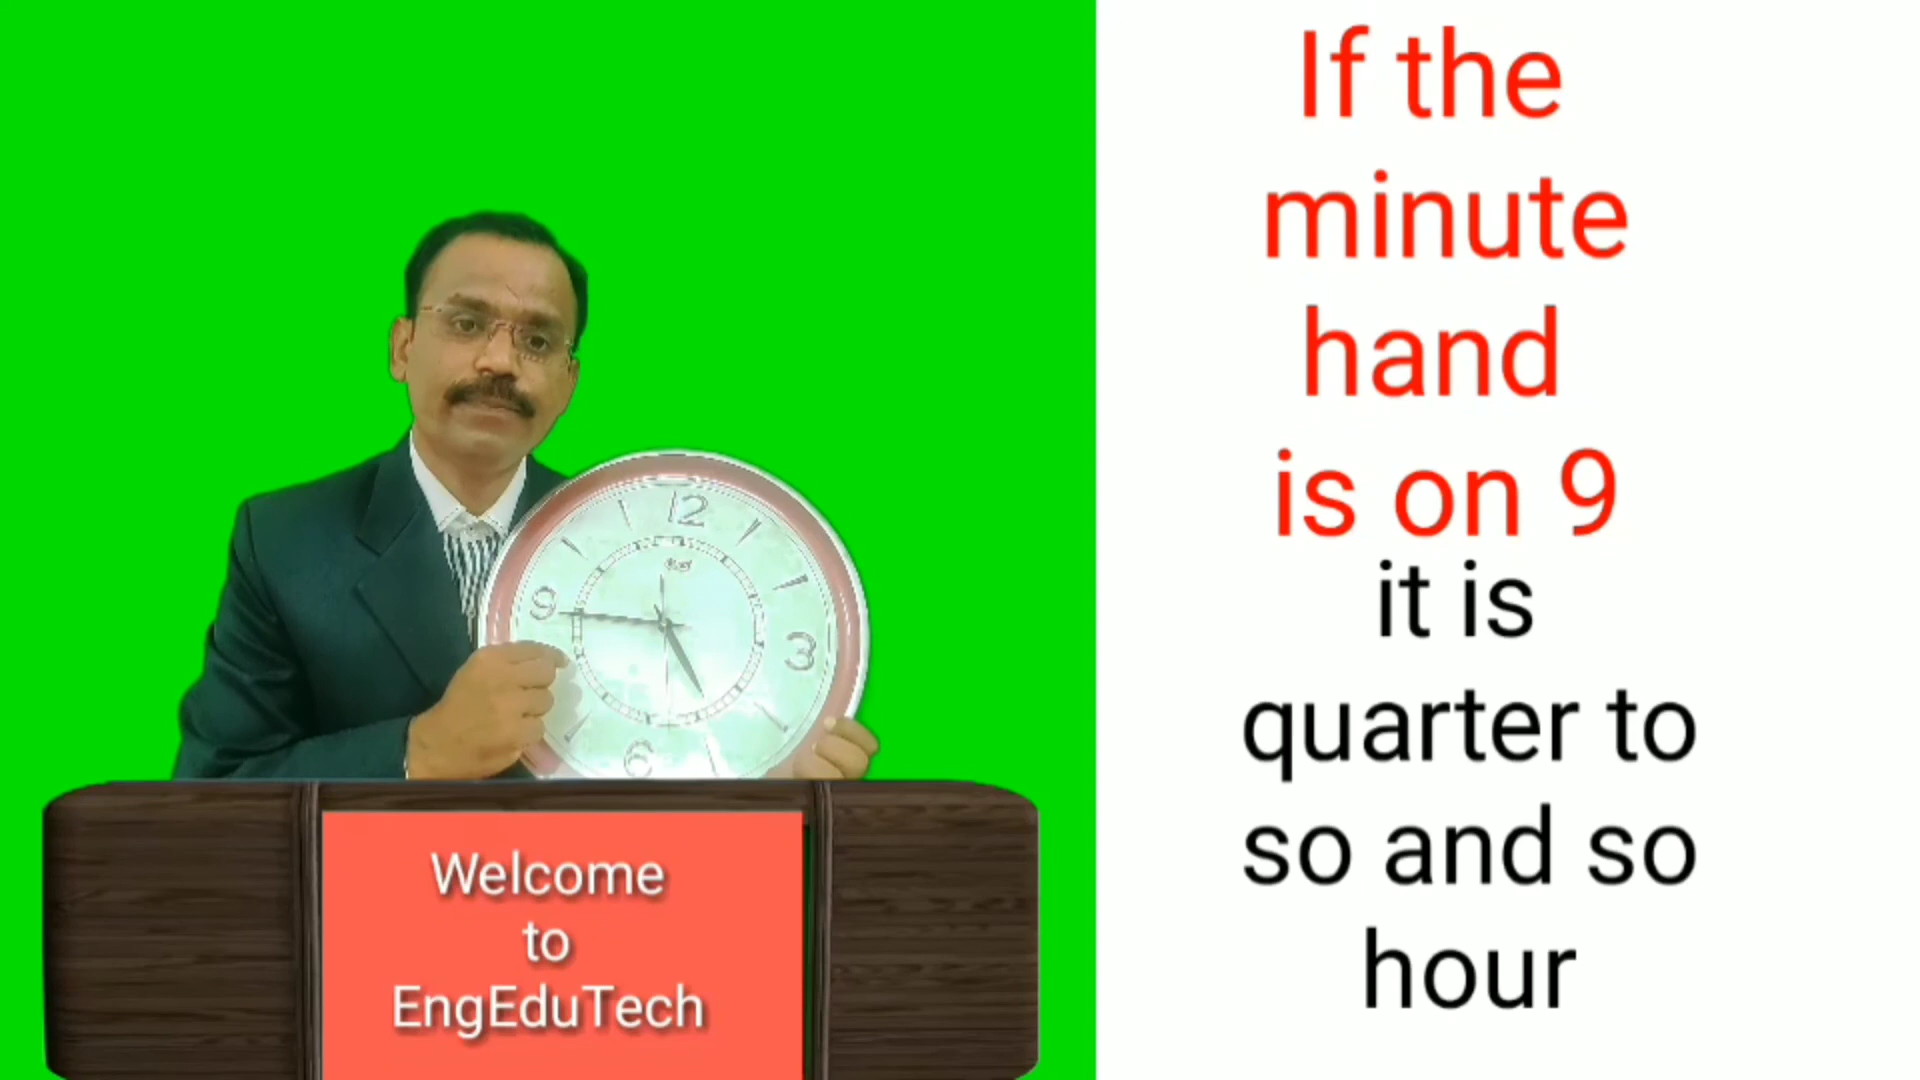 If the
minute
hand
is on 9
it is
quarter to
so and so
hour
12
9
3
6
Welcome
to
EngEduTech